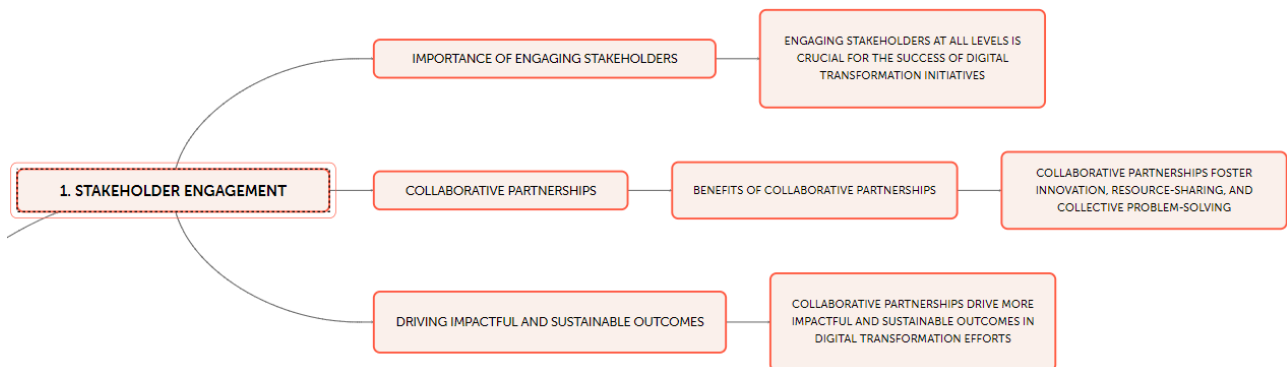 IMPORTANCE OF ENGAGING STAKEHOLDERS
ENGAGING STAKEHOLDERS AT ALL LEVELS IS
CRUCIAL FOR THE SUCCESS OF DIGITAL
TRANSFORMATION INITIATIVES
1. STAKEHOLDER ENGAGEMENT
COLLABORATIVE PARTNERSHIPS
BENEFITS OF COLLABORATIVE PARTNERSHIPS
COLLABORATIVE PARTNERSHIPS FOSTER
INNOVATION, RESOURCE-SHARING, AND
COLLECTIVE PROBLEM-SOLVING
DRIVING IMPACTFUL AND SUSTAINABLE OUTCOMES
COLLABORATIVE PARTNERSHIPS DRIVE MORE
IMPACTFUL AND SUSTAINABLE OUTCOMES IN
DIGITAL TRANSFORMATION EFFORTS